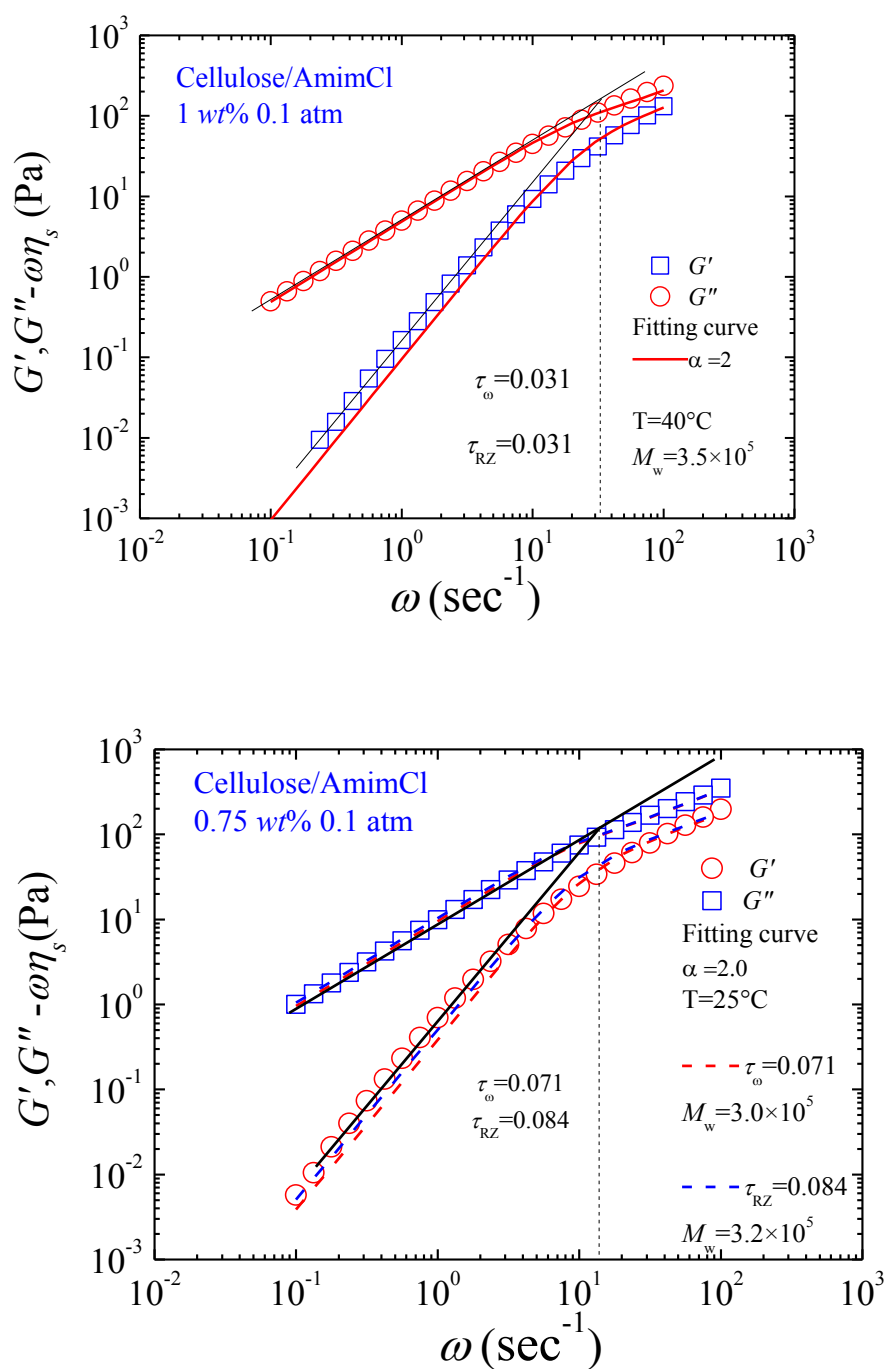 10³
10²
10¹
10⁰
10⁻¹
10⁻²
10⁻³
G′,G″-ωηₛ (Pa)
Cellulose/AmimCl
1 wt% 0.1 atm
G′
G″
Fitting curve
α =2
τ_ω=0.031
τ_RZ=0.031
T=40°C
M_w=3.5×10⁵
10⁻² 10⁻¹ 10⁰ 10¹ 10² 10³
ω (sec⁻¹)
10³
10²
10¹
10⁰
10⁻¹
10⁻²
10⁻³
G′,G″-ωηₛ(Pa)
Cellulose/AmimCl
0.75 wt% 0.1 atm
G′
G″
Fitting curve
α =2.0
T=25°C
τ_ω=0.071
τ_RZ=0.084
τ_ω=0.071
M_w=3.0×10⁵
τ_RZ=0.084
M_w=3.2×10⁵
10⁻² 10⁻¹ 10⁰ 10¹ 10² 10³
ω (sec⁻¹)